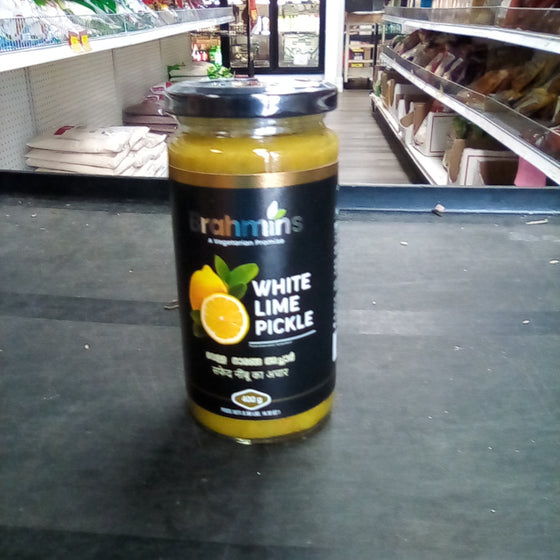 Brahmins
A Vegetarian Promise
WHITE
LIME
PICKLE
सफेद नींबू का अचार
400 g